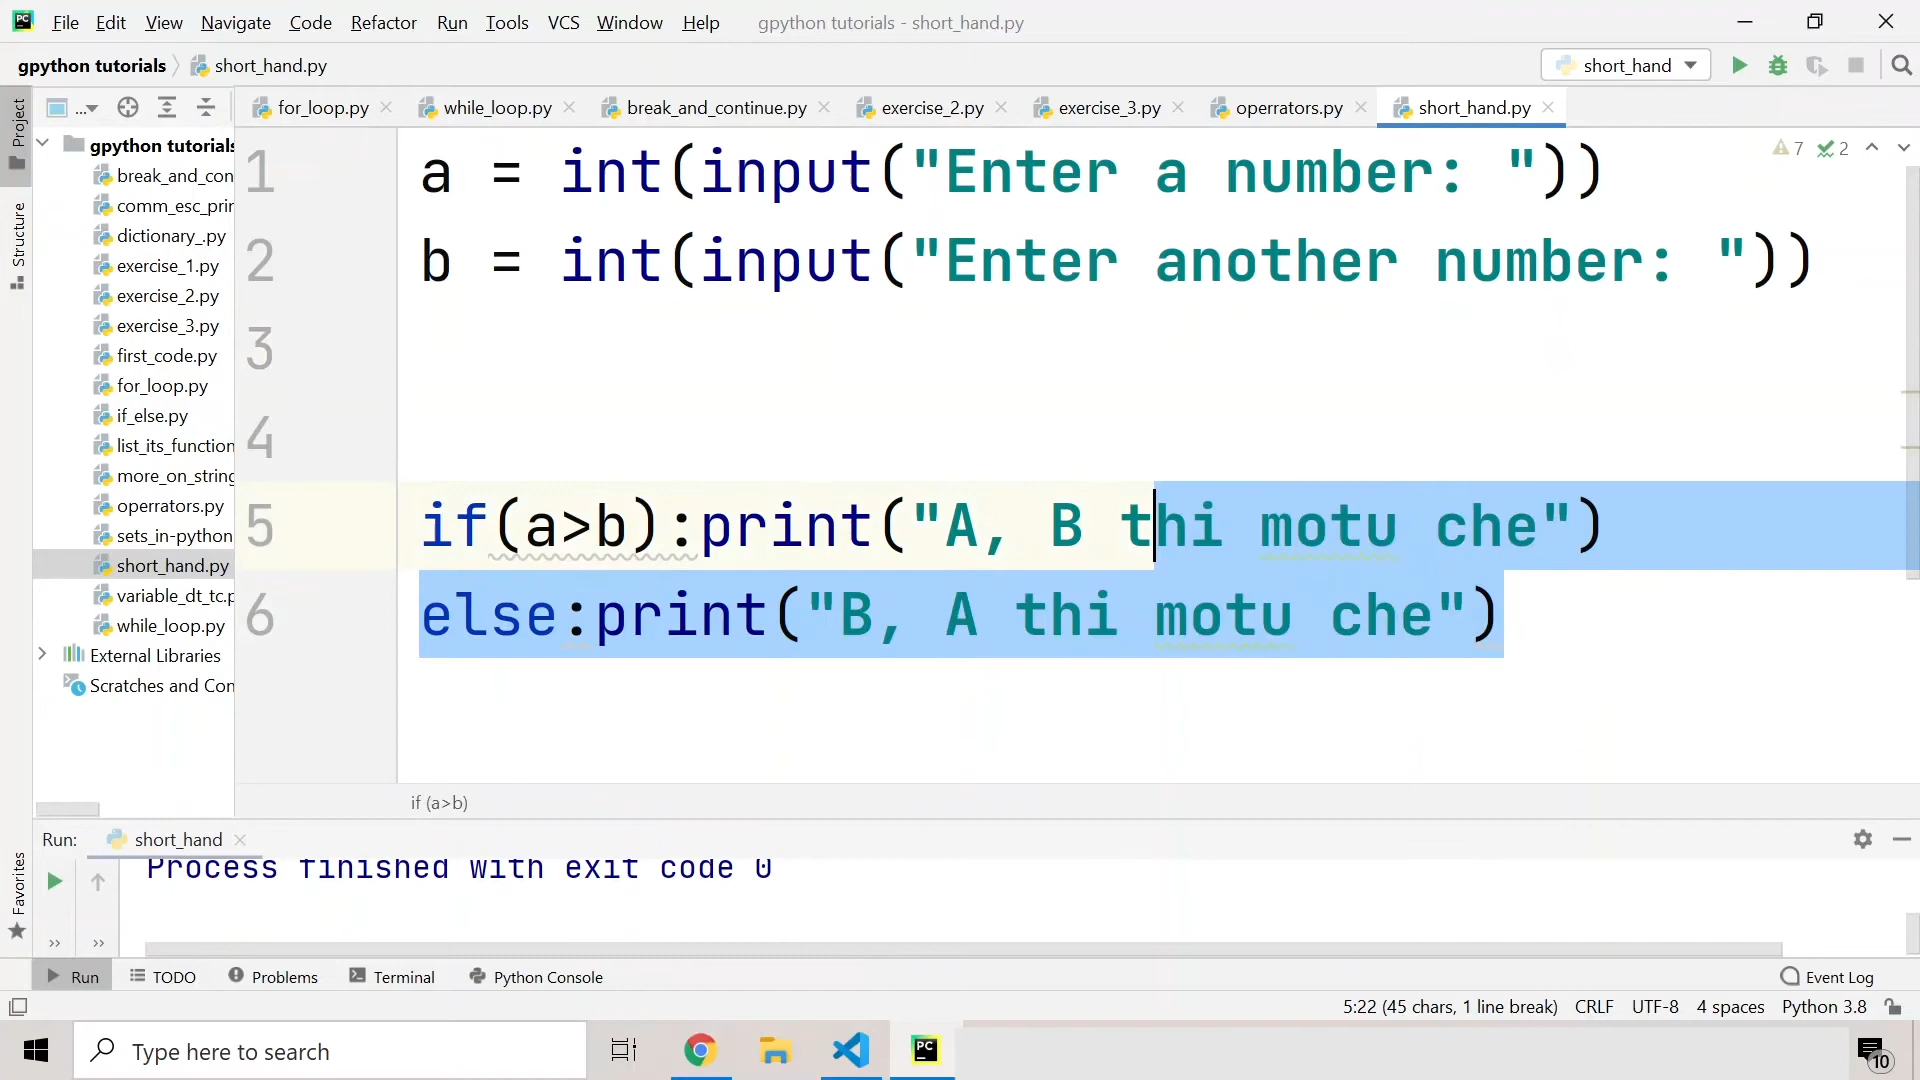 File Edit View Navigate Code Refactor Run Tools VCS Window Help gpython tutorials - short_hand.py
gpython tutorials short_hand.py short_hand
... for_loop.py while_loop.py break_and_continue.py exercise_2.py exercise_3.py operrators.py short_hand.py
Project
Structure
Favorites
gpython tutorials
break_and_con
comm_esc_prin
dictionary_.py
exercise_1.py
exercise_2.py
exercise_3.py
first_code.py
for_loop.py
if_else.py
list_its_function
more_on_string
operrators.py
sets_in-python
short_hand.py
variable_dt_tc.p
while_loop.py
External Libraries
Scratches and Con
7 2
1 a = int(input("Enter a number: "))
2 b = int(input("Enter another number: "))
3
4
5 if(a>b):print("A, B thi motu che")
6 else:print("B, A thi motu che")
if (a>b)
Run: short_hand
Process finished with exit code 0
Run TODO Problems Terminal Python Console Event Log
5:22 (45 chars, 1 line break) CRLF UTF-8 4 spaces Python 3.8
Type here to search
10